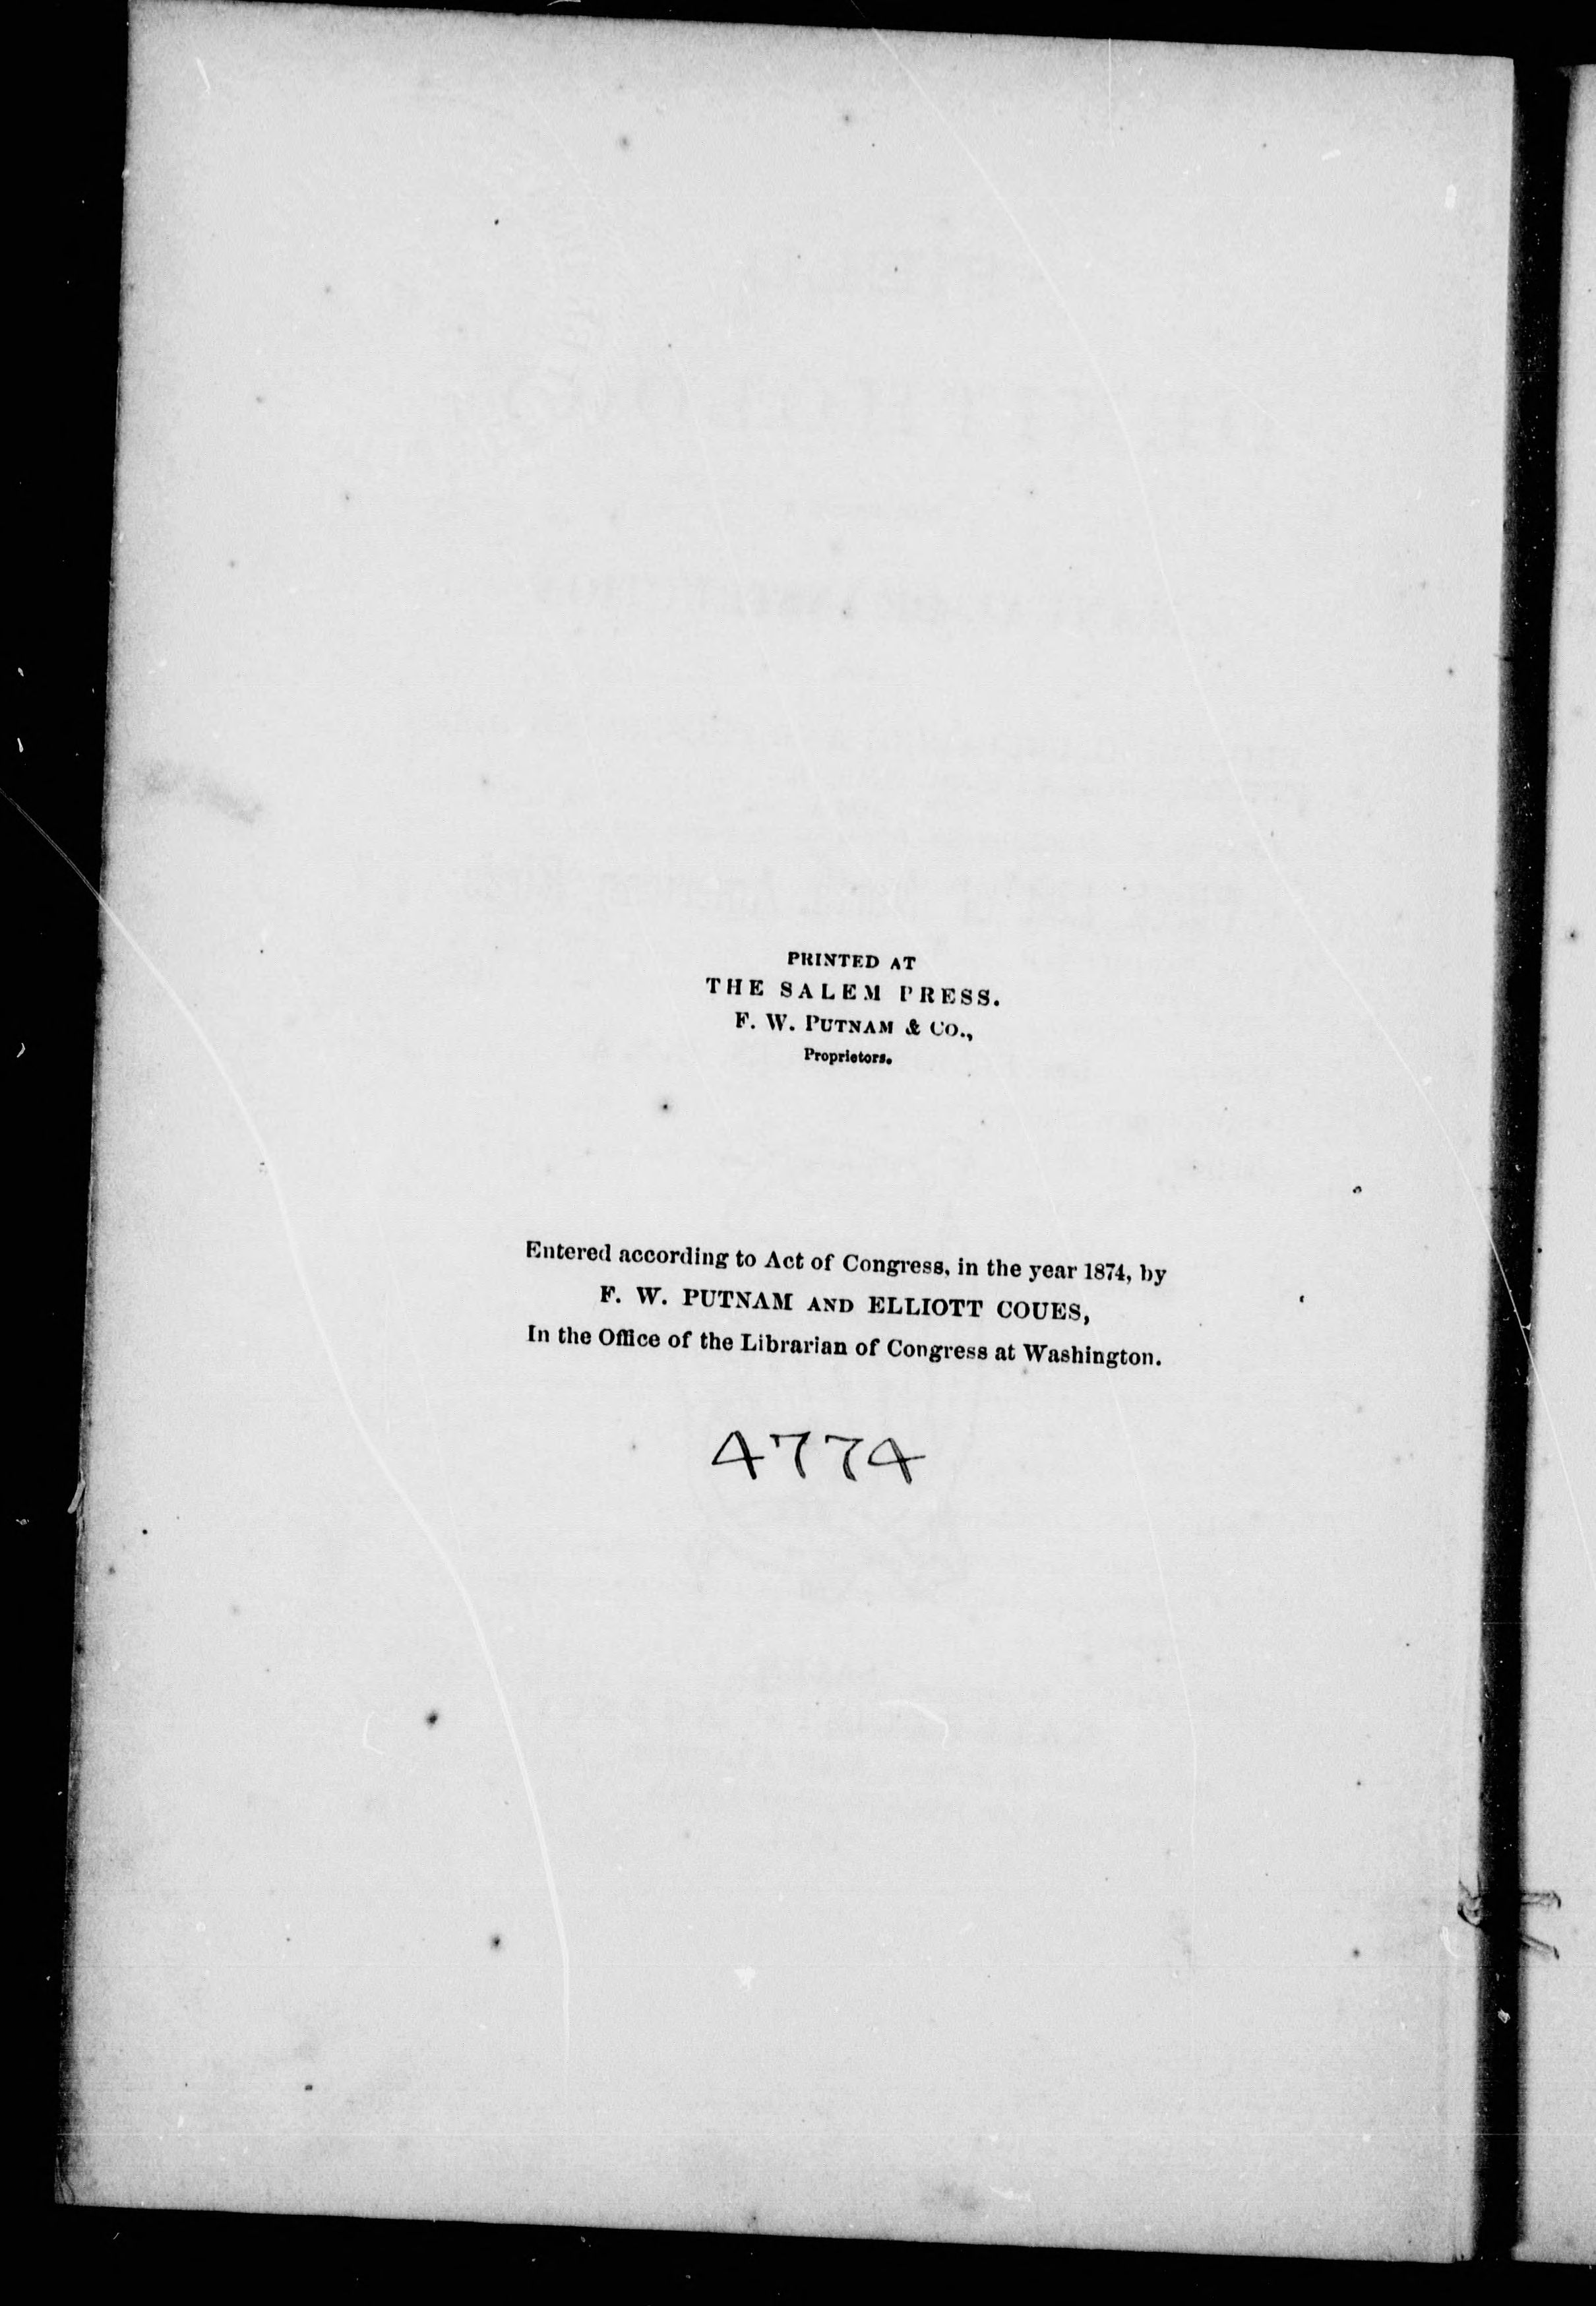 PRINTED AT
THE SALEM PRESS.
F. W. PUTNAM & CO.,
Proprietors.
Entered according to Act of Congress, in the year 1874, by
F. W. PUTNAM AND ELLIOTT COUES,
In the Office of the Librarian of Congress at Washington.
4774